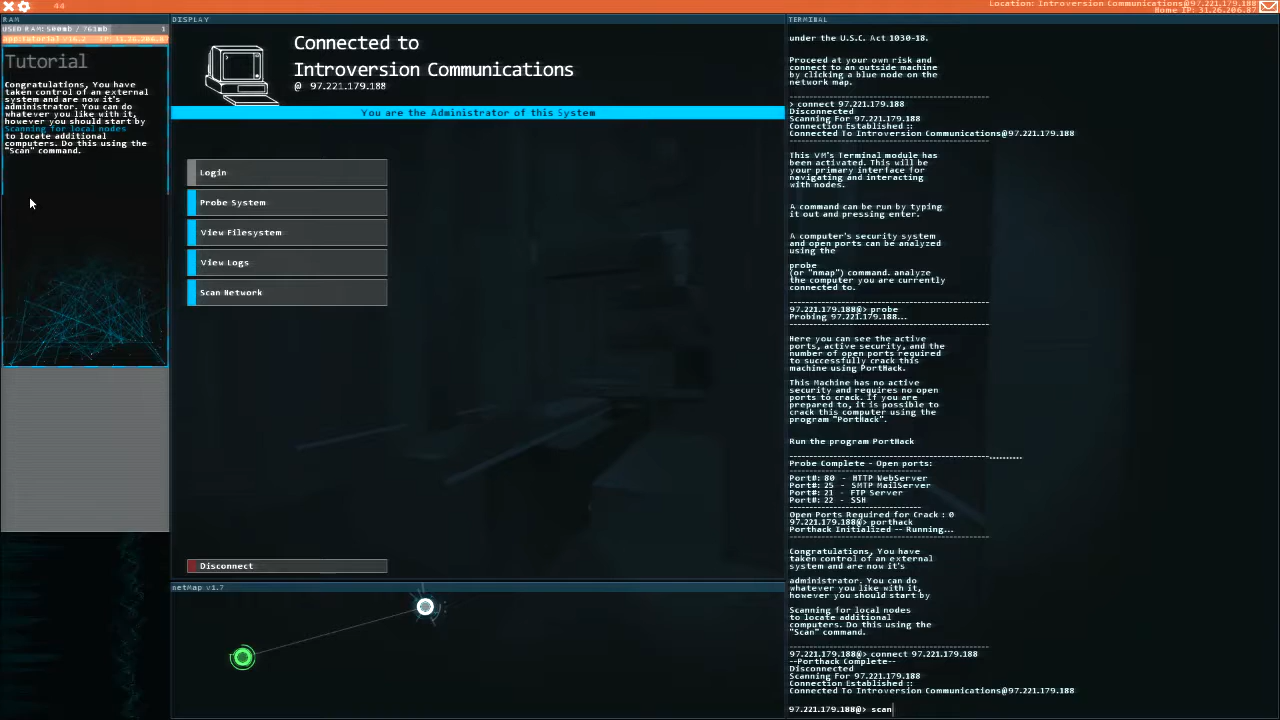 44
Location: Introversion Communications@97.221.179.188
Home IP: 31.26.206.87
RAM
USED RAM: 500mb / 761mb 1
Tutorial
Congratulations, You have
taken control of an external
system and are now it's
administrator. You can do
whatever you like with it,
however you should start by
Scanning for local nodes
to locate additional
computers. Do this using the
"Scan" command.
DISPLAY
Connected to
Introversion Communications
@ 97.221.179.188
You are the Administrator of this System
Login
Probe System
View Filesystem
View Logs
Scan Network
Disconnect
netMap v1.7
TERMINAL
under the U.S.C. Act 1030-18.
Proceed at your own risk and
connect to an outside machine
by clicking a blue node on the
network map.
-----------------------------------------
> connect 97.221.179.188
Disconnected
Scanning For 97.221.179.188
Connection Established ::
Connected To Introversion Communications@97.221.179.188
-----------------------------------------
This VM's Terminal module has
been activated. This will be
your primary interface for
navigating and interacting
with nodes.
A command can be run by typing
it out and pressing enter.
A computer's security system
and open ports can be analyzed
using the
probe
(or "nmap") command. analyze
the computer you are currently
connected to.
-----------------------------------------
97.221.179.188@> probe
Probing 97.221.179.188...
-----------------------------------------
Here you can see the active
ports, active security, and the
number of open ports required
to successfully crack this
machine using PortHack.
This Machine has no active
security and requires no open
ports to crack. If you are
prepared to, it is possible to
crack this computer using the
program "PortHack".
Run the program PortHack
-----------------------------------------..........
Probe Complete - Open ports:
---------------------------
Port#: 80 - HTTP WebServer
Port#: 25 - SMTP MailServer
Port#: 21 - FTP Server
Port#: 22 - SSH
---------------------------
Open Ports Required for Crack : 0
97.221.179.188@> porthack
Porthack Initialized -- Running...
-----------------------------------------
Congratulations, You have
taken control of an external
system and are now it's
administrator. You can do
whatever you like with it,
however you should start by
Scanning for local nodes
to locate additional
computers. Do this using the
"Scan" command.
-----------------------------------------
97.221.179.188@> connect 97.221.179.188
--Porthack Complete--
Disconnected
Scanning For 97.221.179.188
Connection Established ::
Connected To Introversion Communications@97.221.179.188
97.221.179.188@> scan